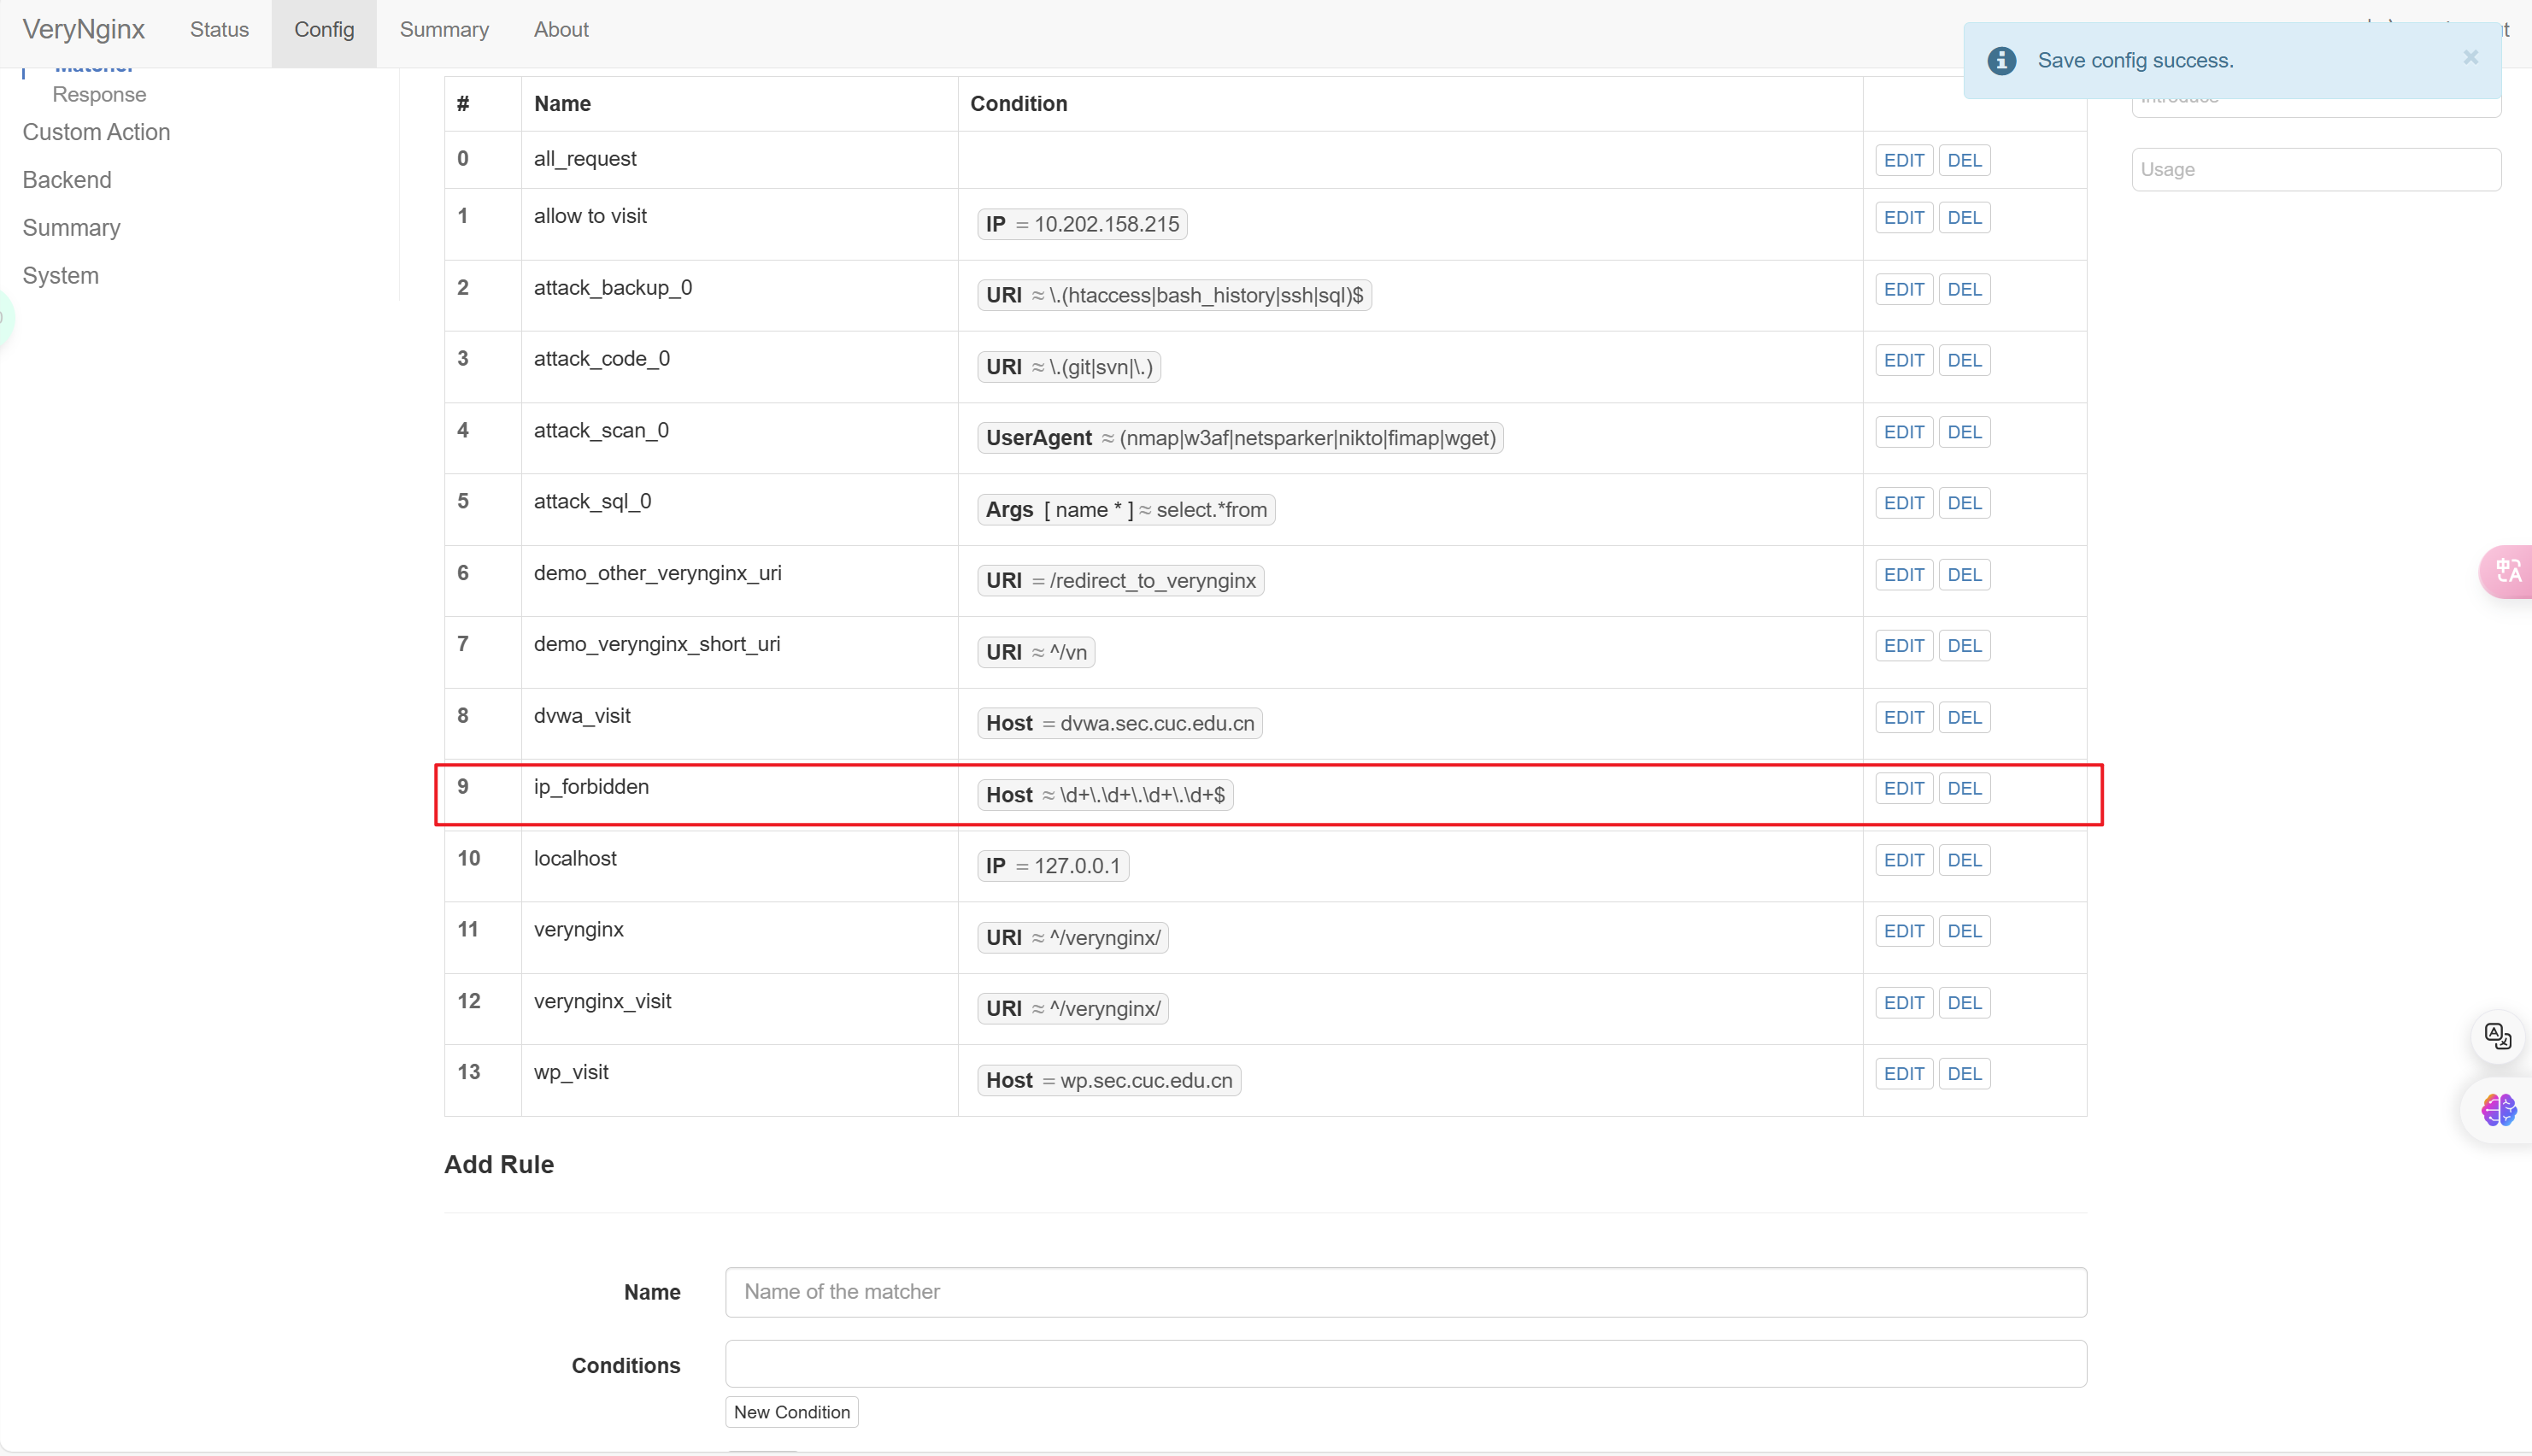 VeryNginx Status Config Summary About
Save config success. ×
Matcher
Response
Custom Action
Backend
Summary
System
Introduce
Usage
# Name Condition
0 all_request EDIT DEL
1 allow to visit IP = 10.202.158.215 EDIT DEL
2 attack_backup_0 URI ≈ \.(htaccess|bash_history|ssh|sql)$ EDIT DEL
3 attack_code_0 URI ≈ \.(git|svn|\.) EDIT DEL
4 attack_scan_0 UserAgent ≈ (nmap|w3af|netsparker|nikto|fimap|wget) EDIT DEL
5 attack_sql_0 Args [ name * ] ≈ select.*from EDIT DEL
6 demo_other_verynginx_uri URI = /redirect_to_verynginx EDIT DEL
7 demo_verynginx_short_uri URI ≈ ^/vn EDIT DEL
8 dvwa_visit Host = dvwa.sec.cuc.edu.cn EDIT DEL
9 ip_forbidden Host ≈ \d+\.\d+\.\d+\.\d+$ EDIT DEL
10 localhost IP = 127.0.0.1 EDIT DEL
11 verynginx URI ≈ ^/verynginx/ EDIT DEL
12 verynginx_visit URI ≈ ^/verynginx/ EDIT DEL
13 wp_visit Host = wp.sec.cuc.edu.cn EDIT DEL
Add Rule
Name Name of the matcher
Conditions
New Condition